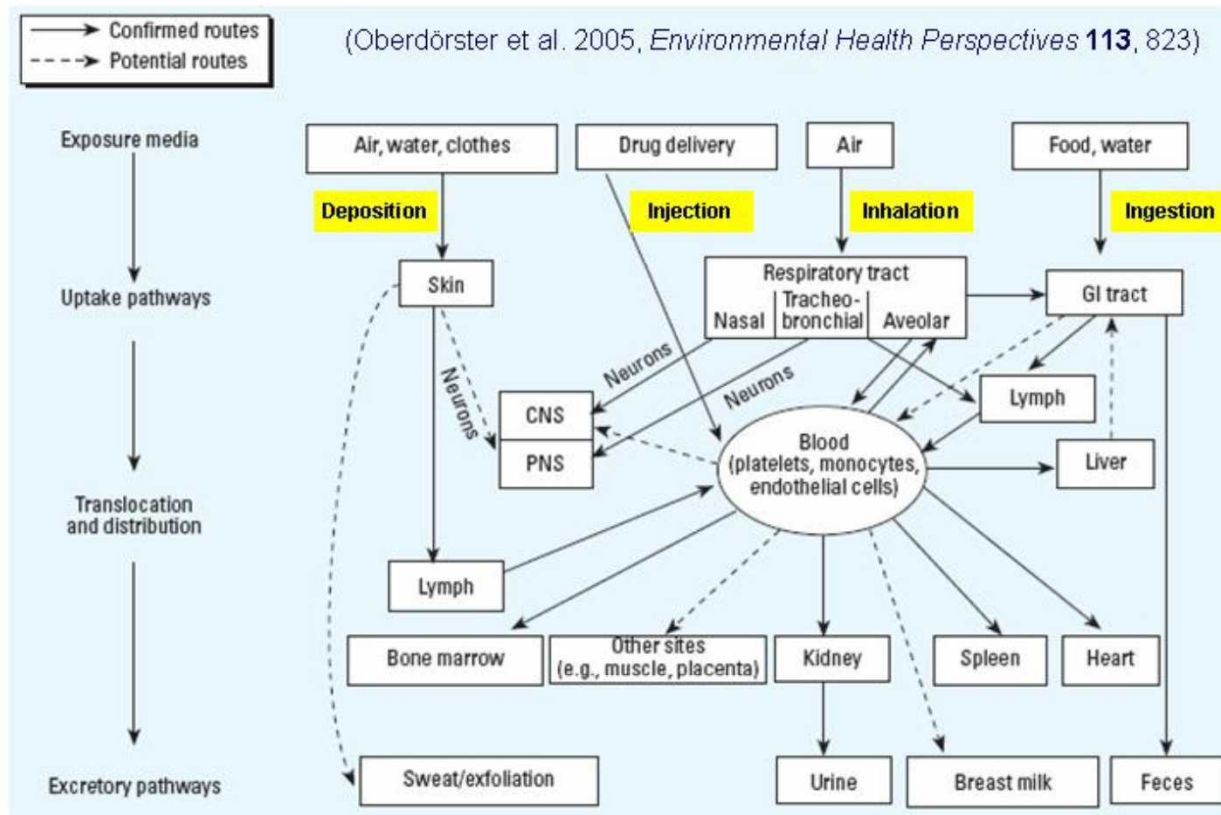 Confirmed routes
Potential routes
(Oberdörster et al. 2005, Environmental Health Perspectives 113, 823)
Exposure media
Air, water, clothes
Drug delivery
Air
Food, water
Deposition
Injection
Inhalation
Ingestion
Uptake pathways
Skin
Respiratory tract
Nasal
Tracheo-
bronchial
Aveolar
GI tract
Neurons
Neurons
Neurons
CNS
PNS
Lymph
Blood
(platelets, monocytes,
endothelial cells)
Liver
Translocation
and distribution
Lymph
Bone marrow
Other sites
(e.g., muscle, placenta)
Kidney
Spleen
Heart
Excretory pathways
Sweat/exfoliation
Urine
Breast milk
Feces